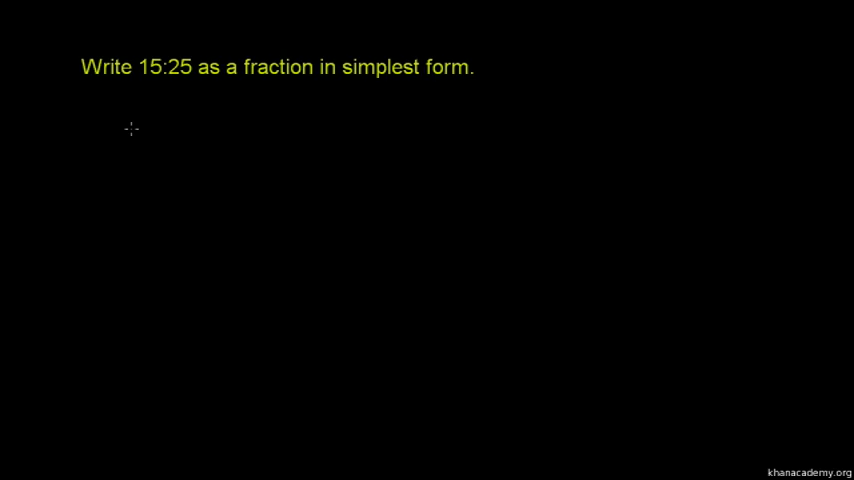 Write 15:25 as a fraction in simplest form.
khanacademy.org